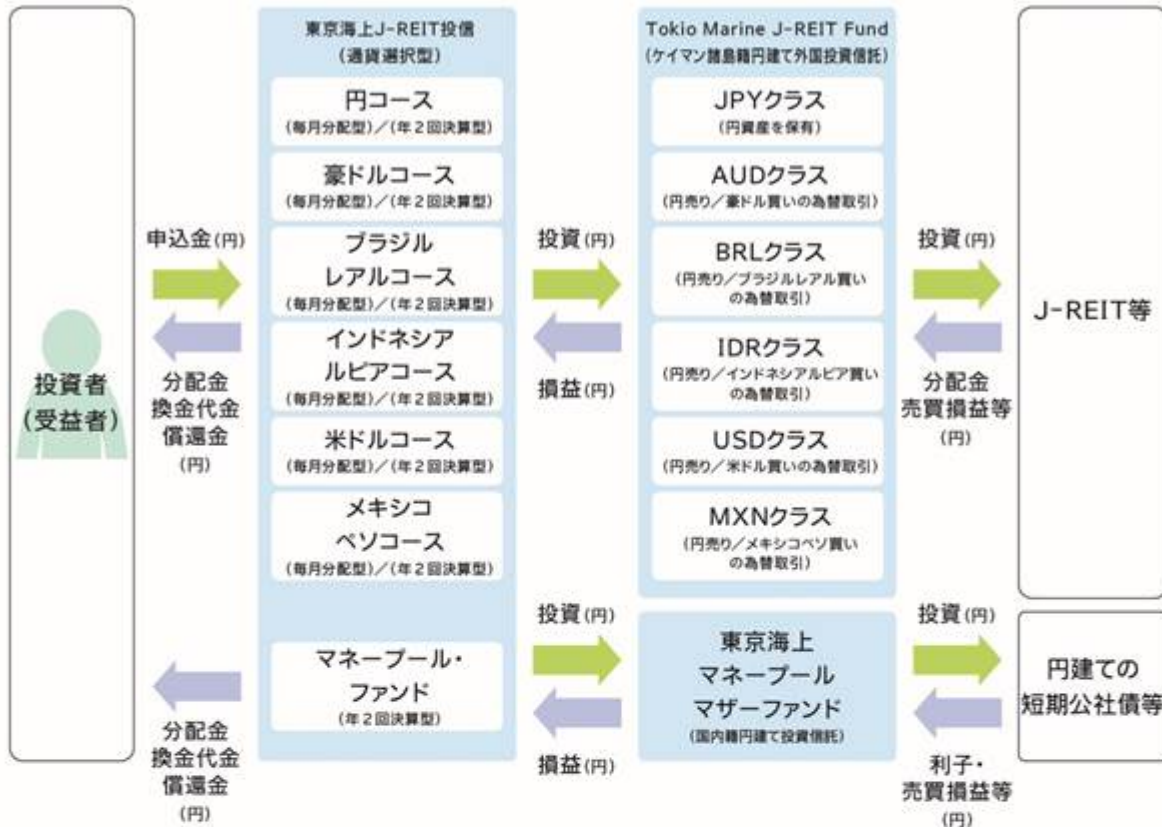 投資者
(受益者)
申込金(円)
分配金
換金代金
償還金
(円)
分配金
換金代金
償還金
(円)
東京海上J-REIT投信
(通貨選択型)
円コース
(毎月分配型)/(年2回決算型)
豪ドルコース
(毎月分配型)/(年2回決算型)
ブラジル
レアルコース
(毎月分配型)/(年2回決算型)
インドネシア
ルピアコース
(毎月分配型)/(年2回決算型)
米ドルコース
(毎月分配型)/(年2回決算型)
メキシコ
ペソコース
(毎月分配型)/(年2回決算型)
マネープール・
ファンド
(年2回決算型)
投資(円)
損益(円)
投資(円)
損益(円)
Tokio Marine J-REIT Fund
(ケイマン諸島籍円建て外国投資信託)
JPYクラス
(円資産を保有)
AUDクラス
(円売り/豪ドル買いの為替取引)
BRLクラス
(円売り/ブラジルレアル買い
の為替取引)
IDRクラス
(円売り/インドネシアルピア買い
の為替取引)
USDクラス
(円売り/米ドル買いの為替取引)
MXNクラス
(円売り/メキシコペソ買い
の為替取引)
東京海上
マネープール
マザーファンド
(国内籍円建て投資信託)
投資(円)
分配金
売買損益等
(円)
投資(円)
利子・
売買損益等
(円)
J-REIT等
円建ての
短期公社債等